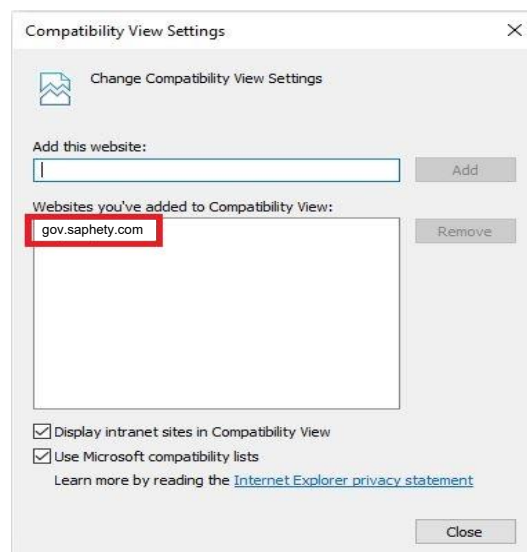 Compatibility View Settings
Change Compatibility View Settings
Add this website:
Add
Websites you've added to Compatibility View:
gov.saphety.com
Remove
Display intranet sites in Compatibility View
Use Microsoft compatibility lists
Learn more by reading the Internet Explorer privacy statement
Close